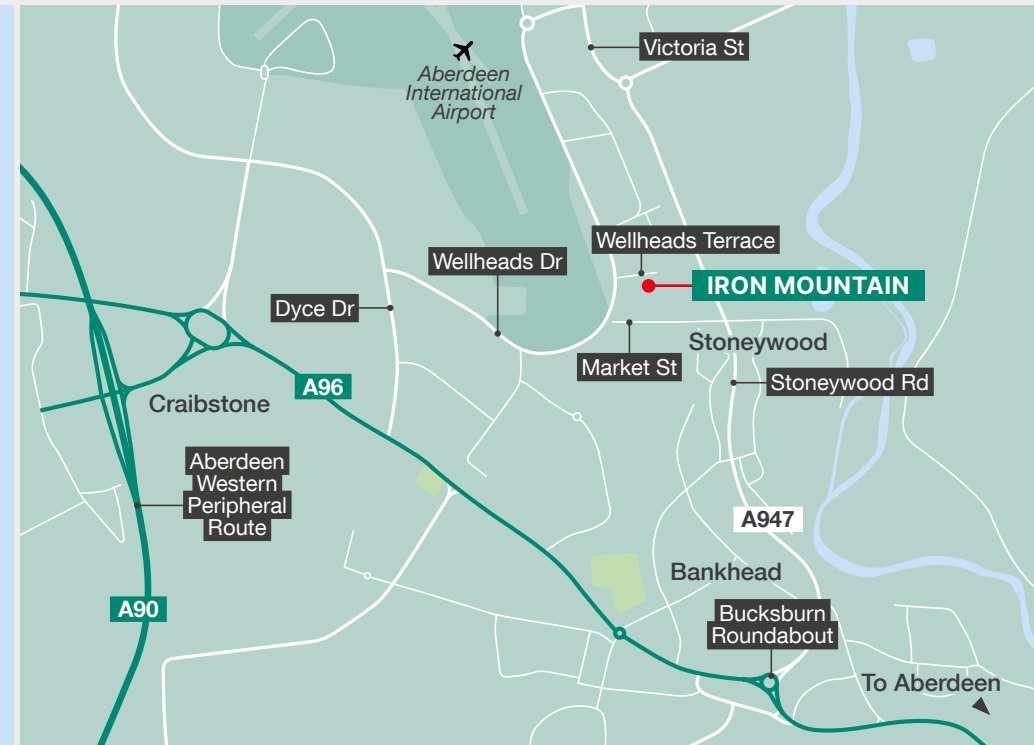 Victoria St
Aberdeen
International
Airport
Wellheads Terrace
Wellheads Dr
IRON MOUNTAIN
Dyce Dr
Stoneywood
Market St
Stoneywood Rd
A96
Craibstone
Aberdeen
Western
Peripheral
Route
A947
Bankhead
A90
Bucksburn
Roundabout
To Aberdeen